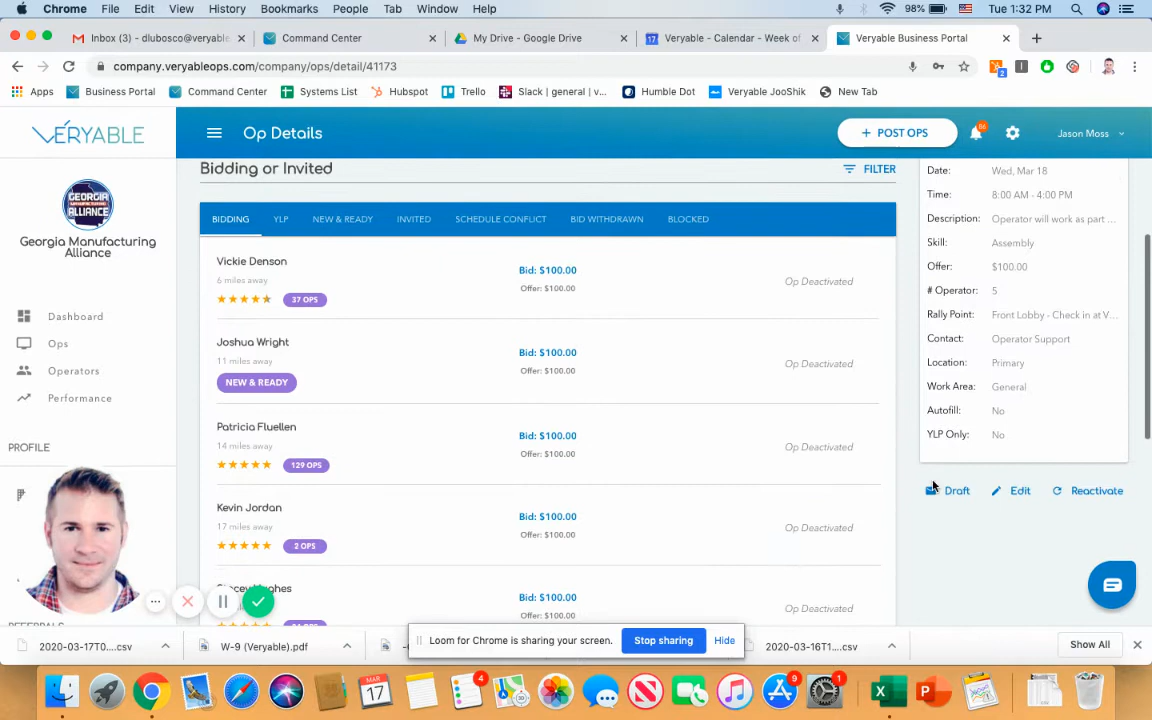 Chrome File Edit View History Bookmarks People Tab Window Help 98% Tue 1:32 PM
Inbox (3) - dlubosco@veryable. Command Center My Drive - Google Drive Veryable - Calendar - Week of Veryable Business Portal
company.veryableops.com/company/ops/detail/41173
2
Apps Business Portal Command Center Systems List Hubspot Trello Slack | general | v... Humble Dot Veryable JooShik New Tab
VERYABLE
Op Details
+ POST OPS
86
Jason Moss
GEORGIA
MANUFACTURING
ALLIANCE
Georgia Manufacturing
Alliance
Dashboard
Ops
Operators
Performance
PROFILE
Bidding or Invited
FILTER
BIDDING YLP NEW & READY INVITED SCHEDULE CONFLICT BID WITHDRAWN BLOCKED
Vickie Denson
6 miles away
37 OPS
Bid: $100.00
Offer: $100.00
Op Deactivated
Joshua Wright
11 miles away
NEW & READY
Bid: $100.00
Offer: $100.00
Op Deactivated
Patricia Fluellen
14 miles away
129 OPS
Bid: $100.00
Offer: $100.00
Op Deactivated
Kevin Jordan
17 miles away
2 OPS
Bid: $100.00
Offer: $100.00
Op Deactivated
Bid: $100.00
Offer: $100.00
Op Deactivated
Date: Wed, Mar 18
Time: 8:00 AM - 4:00 PM
Description: Operator will work as part ...
Skill: Assembly
Offer: $100.00
# Operator: 5
Rally Point: Front Lobby - Check in at V...
Contact: Operator Support
Location: Primary
Work Area: General
Autofill: No
YLP Only: No
Draft Edit Reactivate
Loom for Chrome is sharing your screen. Stop sharing Hide
2020-03-17T0....csv W-9 (Veryable).pdf 2020-03-16T1....csv Show All
MAR
17
4
9
1